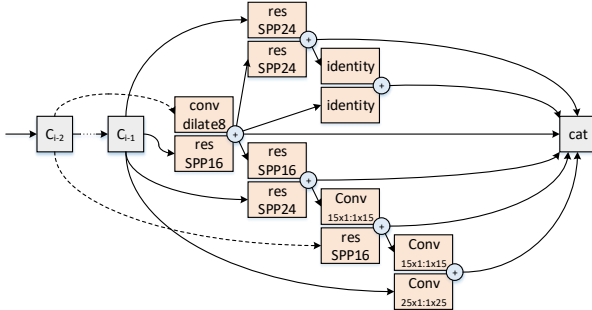 res
SPP24
+
res
SPP24
identity
+
identity
conv
dilate8
C i-2
C i-1
+
cat
res
SPP16
res
SPP16
+
res
SPP24
Conv
15x1:1x15
+
res
SPP16
Conv
15x1:1x15
+
Conv
25x1:1x25